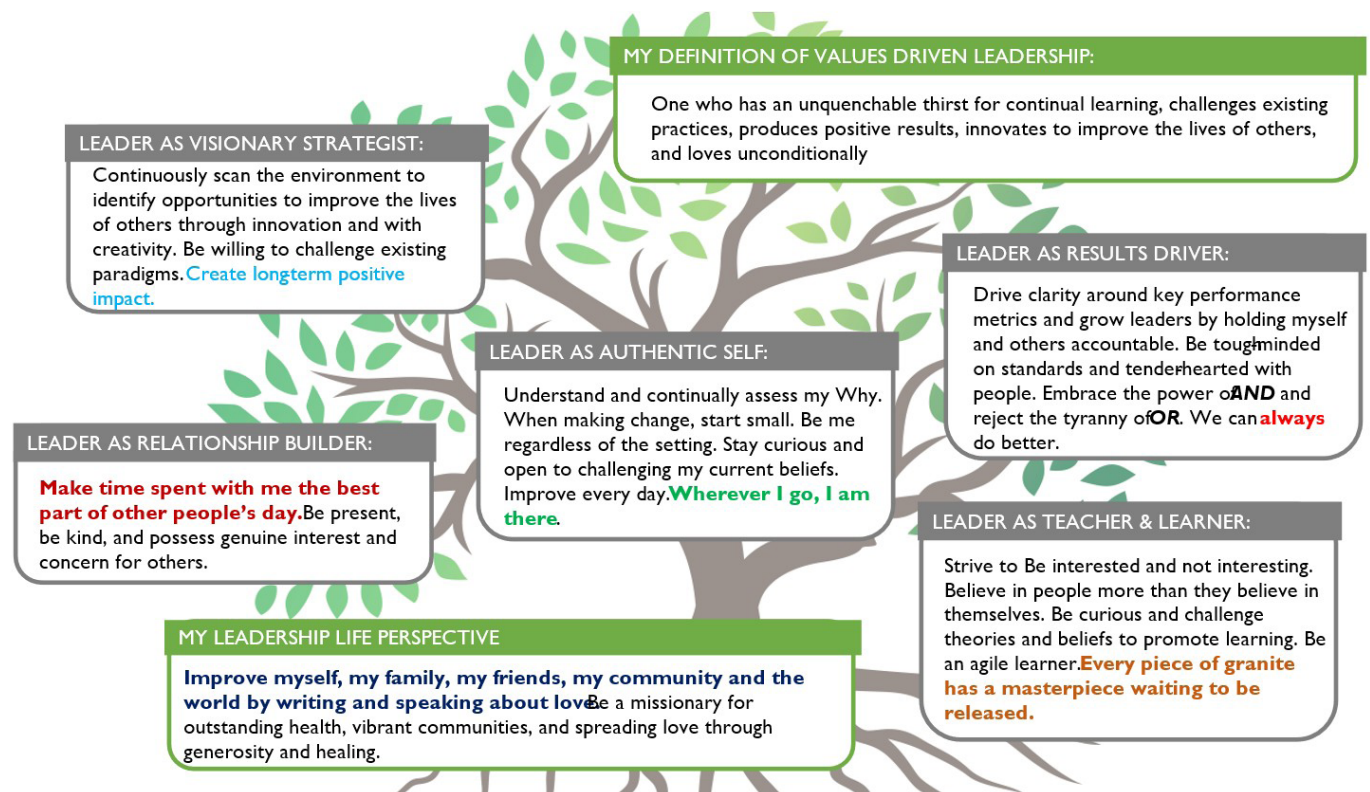 MY DEFINITION OF VALUES DRIVEN LEADERSHIP:
One who has an unquenchable thirst for continual learning, challenges existing
practices, produces positive results, innovates to improve the lives of others,
and loves unconditionally
LEADER AS VISIONARY STRATEGIST:
Continuously scan the environment to
identify opportunities to improve the lives
of others through innovation and with
creativity. Be willing to challenge existing
paradigms. Create longterm positive
impact.
LEADER AS RESULTS DRIVER:
Drive clarity around key performance
metrics and grow leaders by holding myself
and others accountable. Be tough-minded
on standards and tender-hearted with
people. Embrace the power of AND and
reject the tyranny of OR. We can always
do better.
LEADER AS AUTHENTIC SELF:
Understand and continually assess my Why.
When making change, start small. Be me
regardless of the setting. Stay curious and
open to challenging my current beliefs.
Improve every day. Wherever I go, I am
there.
LEADER AS RELATIONSHIP BUILDER:
Make time spent with me the best
part of other people's day. Be present,
be kind, and possess genuine interest and
concern for others.
LEADER AS TEACHER & LEARNER:
Strive to Be interested and not interesting.
Believe in people more than they believe in
themselves. Be curious and challenge
theories and beliefs to promote learning. Be
an agile learner. Every piece of granite
has a masterpiece waiting to be
released.
MY LEADERSHIP LIFE PERSPECTIVE
Improve myself, my family, my friends, my community and the
world by writing and speaking about love. Be a missionary for
outstanding health, vibrant communities, and spreading love through
generosity and healing.